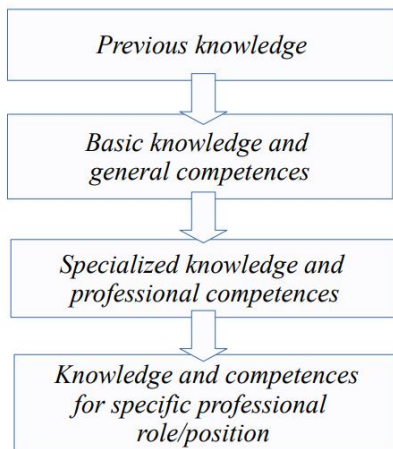 Previous knowledge
Basic knowledge and
general competences
Specialized knowledge and
professional competences
Knowledge and competences
for specific professional
role/position